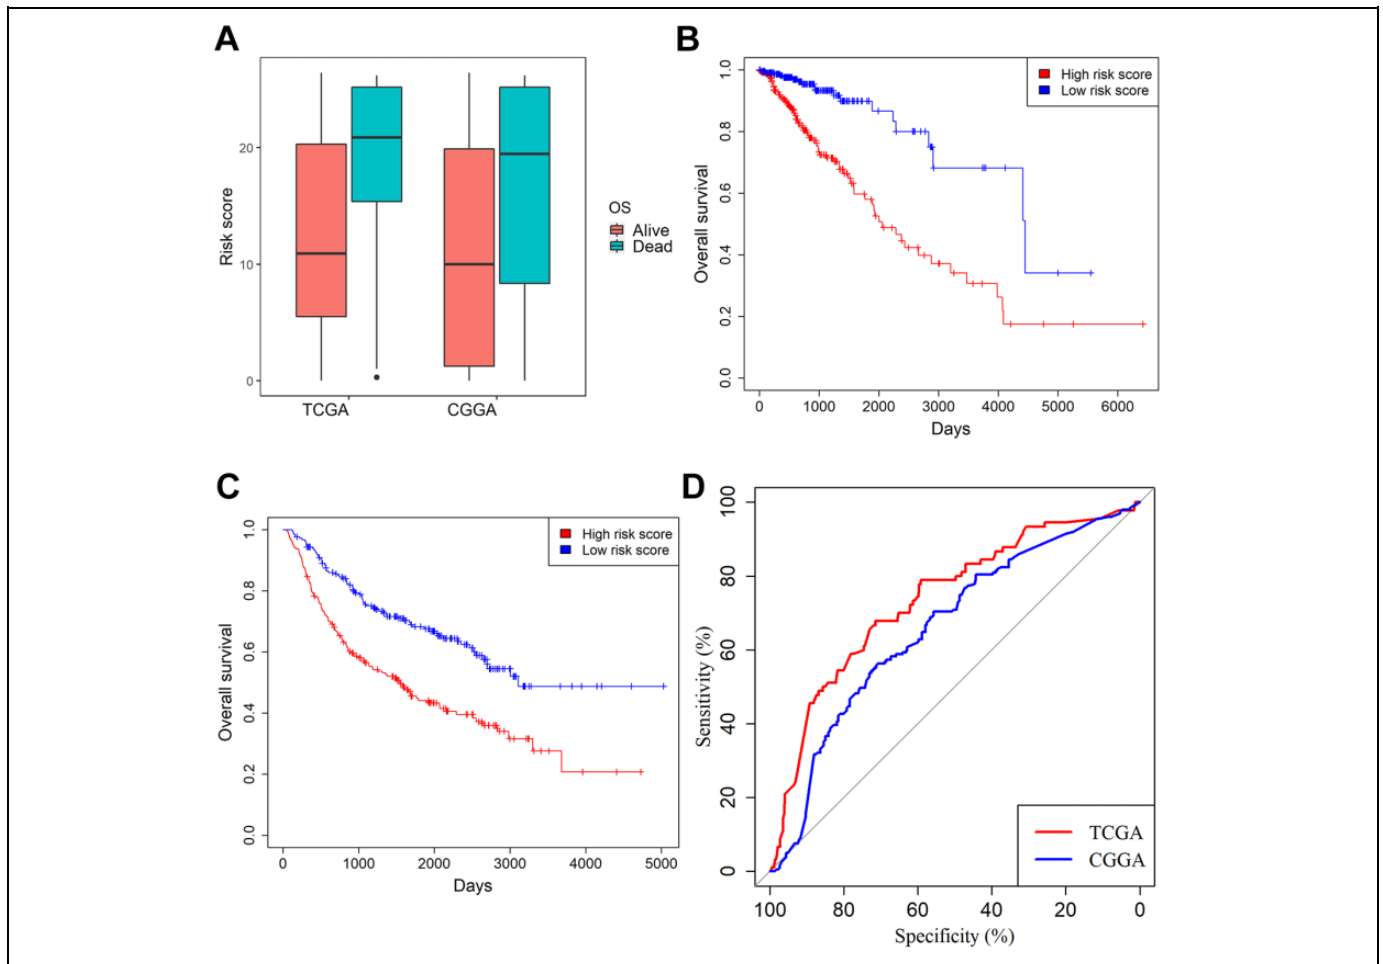 A
Risk score
20
10
0
TCGA
CGGA
OS
Alive
Dead
B
Overall survival
1.0
0.8
0.6
0.4
0.2
0.0
0
1000
2000
3000
4000
5000
6000
Days
High risk score
Low risk score
C
Overall survival
1.0
0.8
0.6
0.4
0.2
0.0
0
1000
2000
3000
4000
5000
Days
High risk score
Low risk score
D
Sensitivity (%)
100
80
60
40
20
0
100
80
60
40
20
0
Specificity (%)
TCGA
CGGA